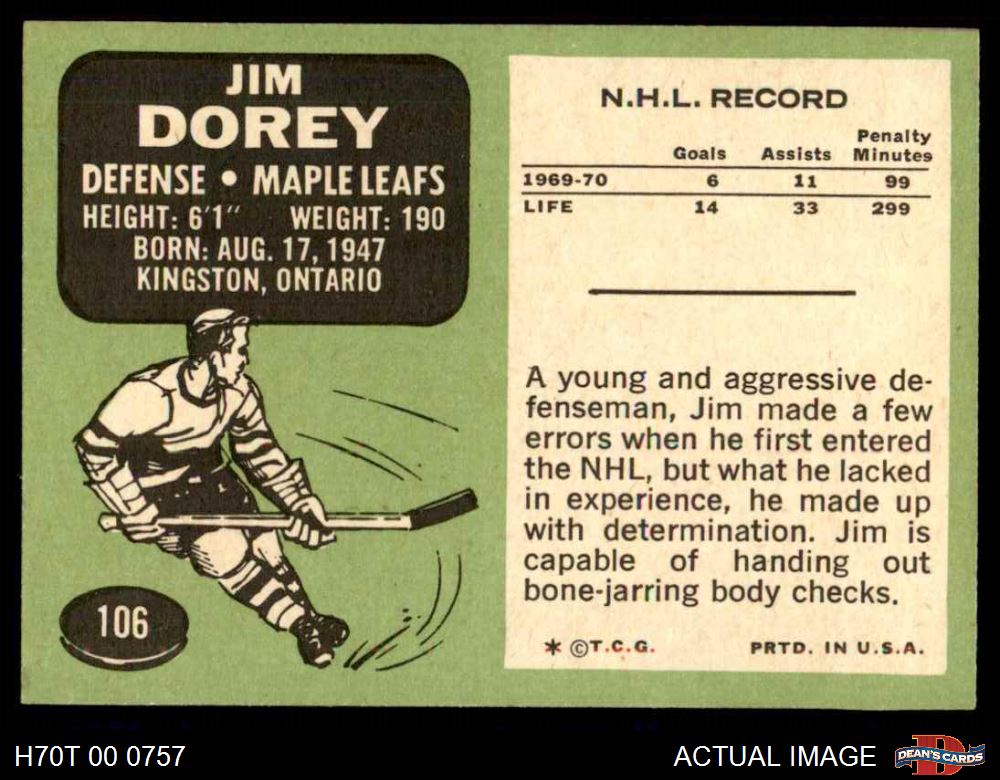 JIM
DOREY
DEFENSE • MAPLE LEAFS
HEIGHT: 6'1" WEIGHT: 190
BORN: AUG. 17, 1947
KINGSTON, ONTARIO
106
N.H.L. RECORD
Goals Assists Penalty Minutes
1969-70 6 11 99
LIFE 14 33 299
A young and aggressive de-
fenseman, Jim made a few
errors when he first entered
the NHL, but what he lacked
in experience, he made up
with determination. Jim is
capable of handing out
bone-jarring body checks.
* ©T.C.G. PRTD. IN U.S.A.
H70T 00 0757 ACTUAL IMAGE D DEAN'S CARDS